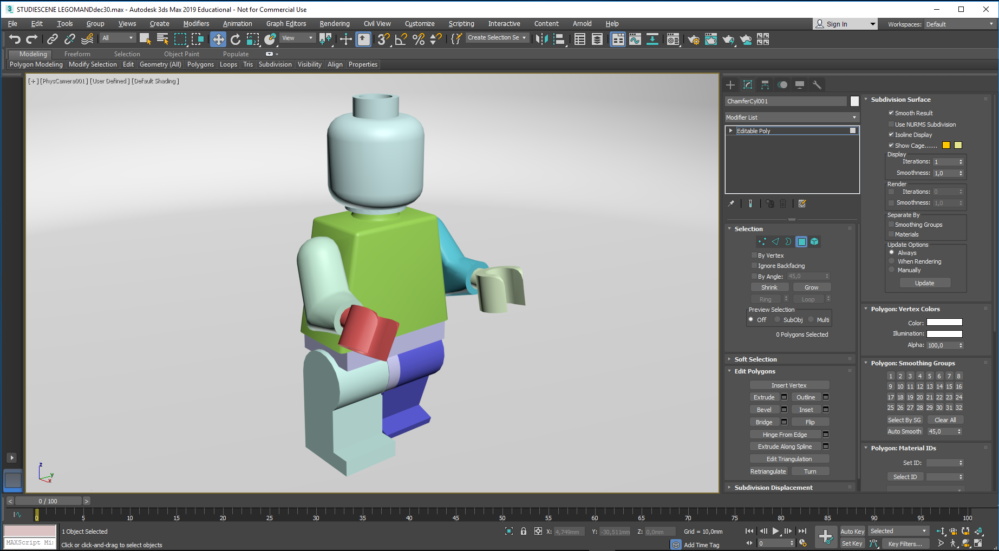 STUDIESCENE LEGOMANDdec30.max - Autodesk 3ds Max 2019 Educational - Not for Commercial Use
File Edit Tools Group Views Create Modifiers Animation Graph Editors Rendering Civil View Customize Scripting Interactive Content Arnold Help Sign In Workspaces: Default
All View Create Selection Se
Modeling Freeform Selection Object Paint Populate
Polygon Modeling Modify Selection Edit Geometry (All) Polygons Loops Tris Subdivision Visibility Align Properties
[+] [PhysCamera001] [User Defined] [Default Shading]
z
y
x
ChamferCyl001
Modifier List
Editable Poly
Selection
By Vertex
Ignore Backfacing
By Angle: 45,0
Shrink Grow
Ring Loop
Preview Selection
Off SubObj Multi
0 Polygons Selected
Soft Selection
Edit Polygons
Insert Vertex
Extrude Outline
Bevel Inset
Bridge Flip
Hinge From Edge
Extrude Along Spline
Edit Triangulation
Retriangulate Turn
Subdivision Displacement
Subdivision Surface
Smooth Result
Use NURMS Subdivision
Isoline Display
Show Cage......
Display
Iterations: 1
Smoothness: 1,0
Render
Iterations: 0
Smoothness: 1,0
Separate By
Smoothing Groups
Materials
Update Options
Always
When Rendering
Manually
Update
Polygon: Vertex Colors
Color:
Illumination:
Alpha: 100,0
Polygon: Smoothing Groups
1 2 3 4 5 6 7 8
9 10 11 12 13 14 15 16
17 18 19 20 21 22 23 24
25 26 27 28 29 30 31 32
Select By SG Clear All
Auto Smooth 45,0
Polygon: Material IDs
Set ID:
Select ID
< 0 / 100 >
0 5 10 15 20 25 30 35 40 45 50 55 60 65 70 75 80 85 90 95 100
1 Object Selected X: 4,749mm Y: -30,511mm Z: 0,0mm Grid = 10,0mm Auto Key Selected
MAXScript Mi Click or click-and-drag to select objects Add Time Tag 0 Set Key Key Filters...